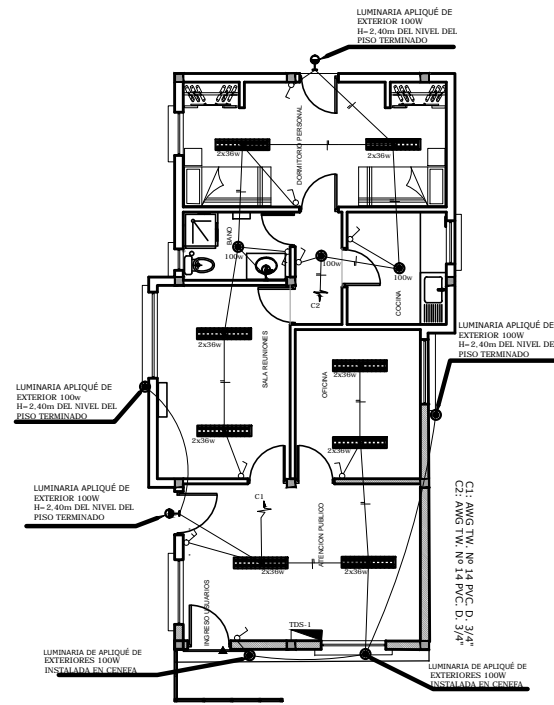 LUMINARIA APLIQUÉ DE
EXTERIOR 100W
H=2,40m DEL NIVEL DEL
PISO TERMINADO
DORMITORIO PERSONAL
2x36w
2x36w
BANO
100w
100w
100w
C2
COCINA
2x36w
SALA REUNIONES
2x36w
OFICINA
2x36w
2x36w
LUMINARIA APLIQUÉ DE
EXTERIOR 100W
H=2,40m DEL NIVEL DEL
PISO TERMINADO
LUMINARIA APLIQUÉ DE
EXTERIOR 100w
H=2,40m DEL NIVEL DEL
PISO TERMINADO
LUMINARIA APLIQUÉ DE
EXTERIOR 100W
H=2,40m DEL NIVEL DEL
PISO TERMINADO
C1
ATENCION PUBLICO
2x36w
2x36w
C1: AWG TW. Nº 14 PVC. D. 3/4"
C2: AWG TW. Nº 14 PVC. D. 3/4"
INGRESO USUARIOS
TDS-1
LUMINARIA DE APLIQUÉ DE
EXTERIORES 100W
INSTALADA EN CENEFA
LUMINARIA DE APLIQUÉ DE
EXTERIORES 100W
INSTALADA EN CENEFA